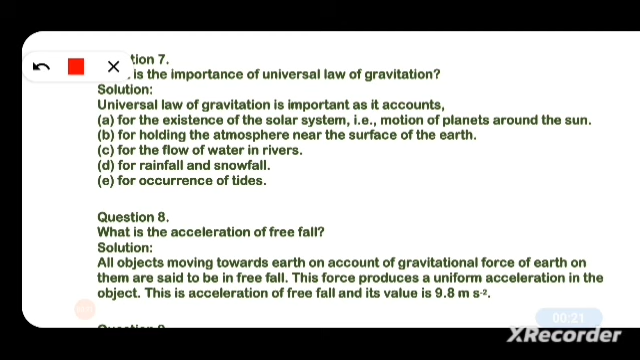 tion 7.
is the importance of universal law of gravitation?
Solution:
Universal law of gravitation is important as it accounts,
(a) for the existence of the solar system, i.e., motion of planets around the sun.
(b) for holding the atmosphere near the surface of the earth.
(c) for the flow of water in rivers.
(d) for rainfall and snowfall.
(e) for occurrence of tides.
Question 8.
What is the acceleration of free fall?
Solution:
All objects moving towards earth on account of gravitational force of earth on
them are said to be in free fall. This force produces a uniform acceleration in the
object. This is acceleration of free fall and its value is 9.8 m s⁻².
00:21
XRecorder